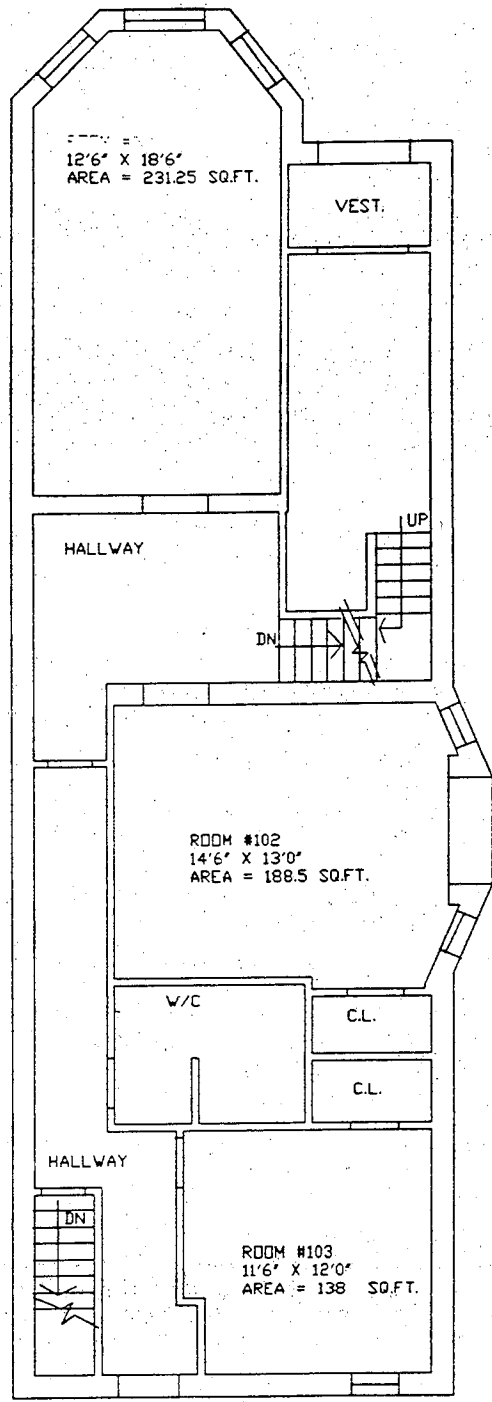 12'6" X 18'6"
AREA = 231.25 SQ.FT.
VEST.
UP
HALLWAY
DN
ROOM #102
14'6" X 13'0"
AREA = 188.5 SQ.FT.
W/C
C.L.
C.L.
HALLWAY
DN
ROOM #103
11'6" X 12'0"
AREA = 138 SQ.FT.